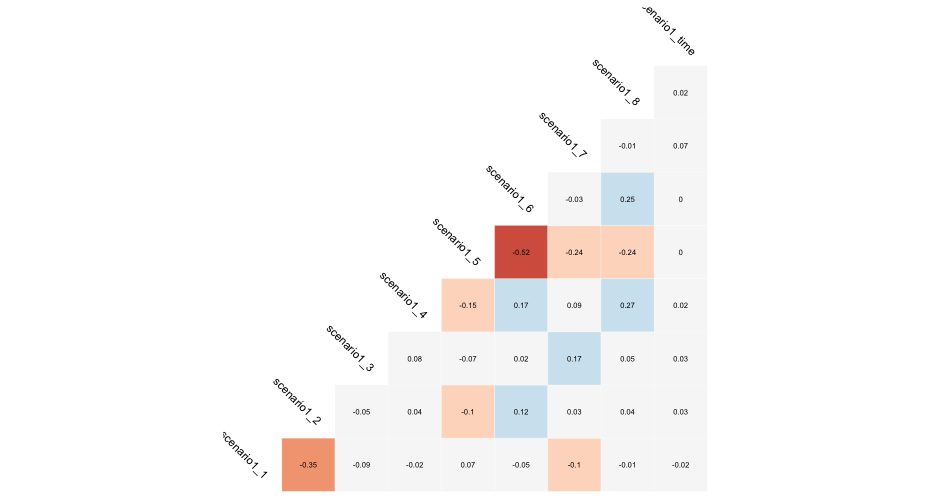 cenario1_time
scenario1_8
0.02
scenario1_7
-0.01 0.07
scenario1_6
-0.03 0.25 0
scenario1_5
-0.52 -0.24 -0.24 0
scenario1_4
-0.15 0.17 0.09 0.27 0.02
scenario1_3
0.08 -0.07 0.02 0.17 0.05 0.03
scenario1_2
-0.05 0.04 -0.1 0.12 0.03 0.04 0.03
scenario1_1
-0.35 -0.09 -0.02 0.07 -0.05 -0.1 -0.01 -0.02